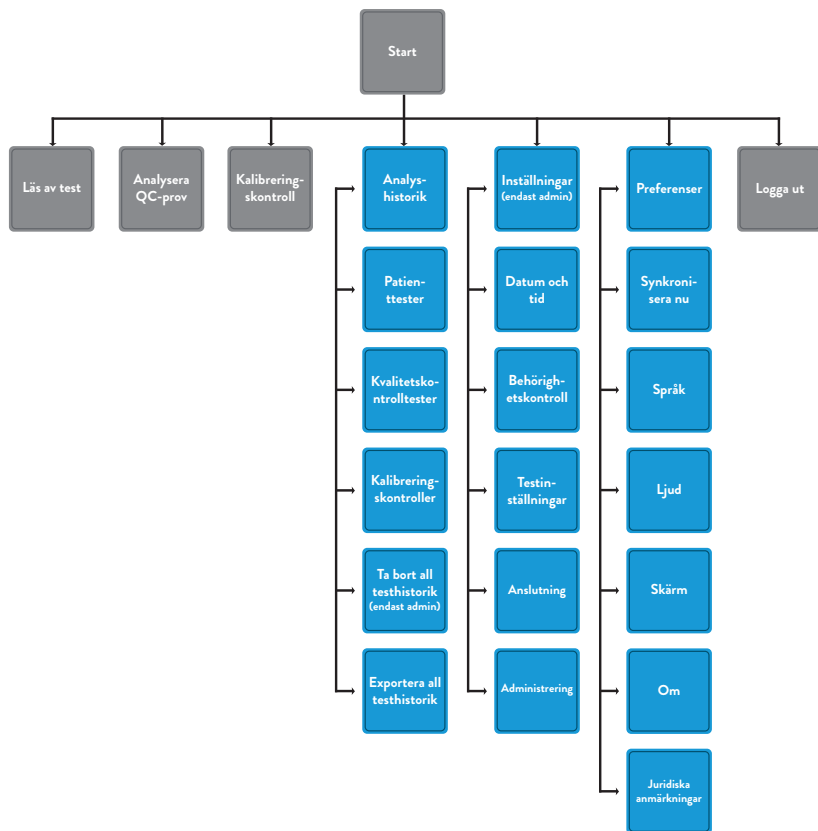 Start
Läs av test
Analysera
QC-prov
Kalibrering-
skontroll
Analys-
historik
Inställningar
(endast admin)
Preferenser
Logga ut
Patien-
ttester
Datum och
tid
Synkroni-
sera nu
Kvalitetsko-
ntrolltester
Behörigh-
etskontroll
Språk
Kalibrering-
skontroller
Testin-
ställningar
Ljud
Ta bort all
testhistorik
(endast admin)
Anslutning
Skärm
Exportera all
testhistorik
Administrering
Om
Juridiska
anmärkningar